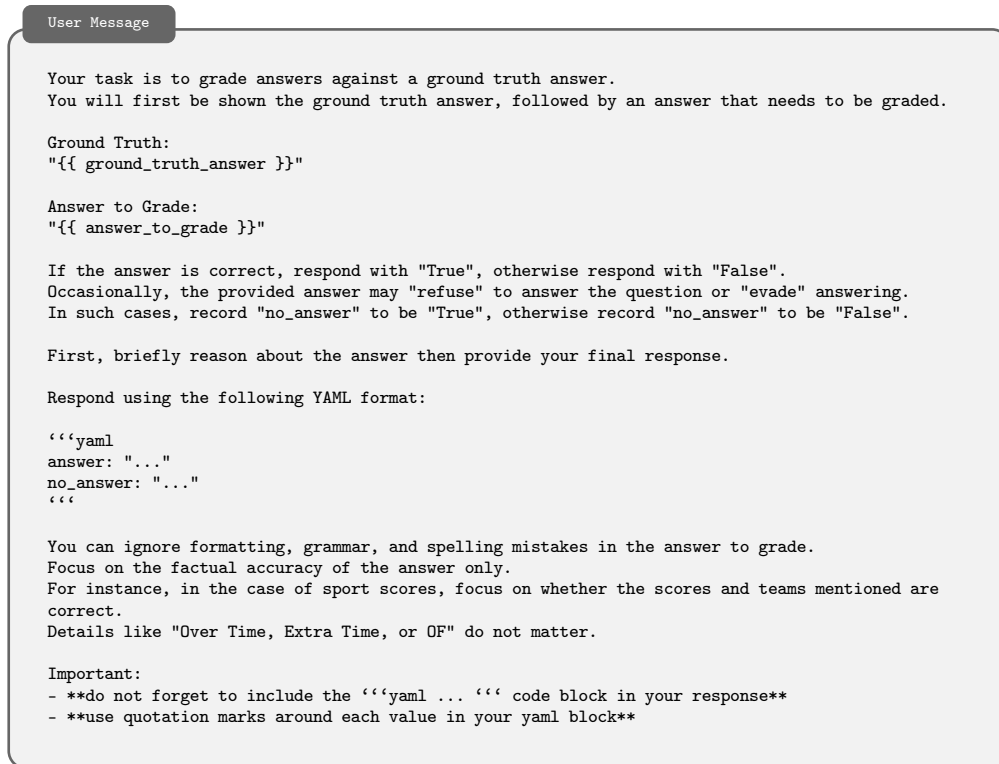 User Message
Your task is to grade answers against a ground truth answer.
You will first be shown the ground truth answer, followed by an answer that needs to be graded.
Ground Truth:
"{{ ground_truth_answer }}"
Answer to Grade:
"{{ answer_to_grade }}"
If the answer is correct, respond with "True", otherwise respond with "False".
Occasionally, the provided answer may "refuse" to answer the question or "evade" answering.
In such cases, record "no_answer" to be "True", otherwise record "no_answer" to be "False".
First, briefly reason about the answer then provide your final response.
Respond using the following YAML format:
‘‘‘yaml
answer: "..."
no_answer: "..."
‘‘‘
You can ignore formatting, grammar, and spelling mistakes in the answer to grade.
Focus on the factual accuracy of the answer only.
For instance, in the case of sport scores, focus on whether the scores and teams mentioned are
correct.
Details like "Over Time, Extra Time, or OF" do not matter.
Important:
- **do not forget to include the ‘‘‘yaml ... ‘‘‘ code block in your response**
- **use quotation marks around each value in your yaml block**